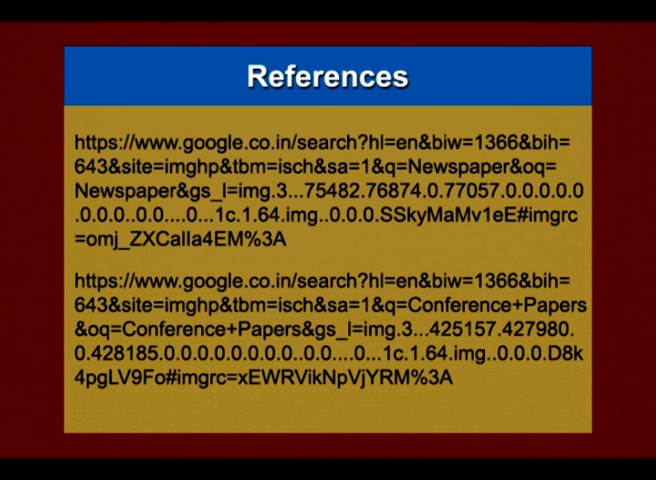 References
https://www.google.co.in/search?hl=en&biw=1366&bih=
643&site=imghp&tbm=isch&sa=1&q=Newspaper&oq=
Newspaper&gs_l=img.3...75482.76874.0.77057.0.0.0.0.0
.0.0.0..0.0....0...1c.1.64.img..0.0.0.SSkyMaMv1eE#imgrc
=omj_ZXCalla4EM%3A
https://www.google.co.in/search?hl=en&biw=1366&bih=
643&site=imghp&tbm=isch&sa=1&q=Conference+Papers
&oq=Conference+Papers&gs_l=img.3...425157.427980.
0.428185.0.0.0.0.0.0.0.0..0.0....0...1c.1.64.img..0.0.0.D8k
4pgLV9Fo#imgrc=xEWRVikNpVjYRM%3A